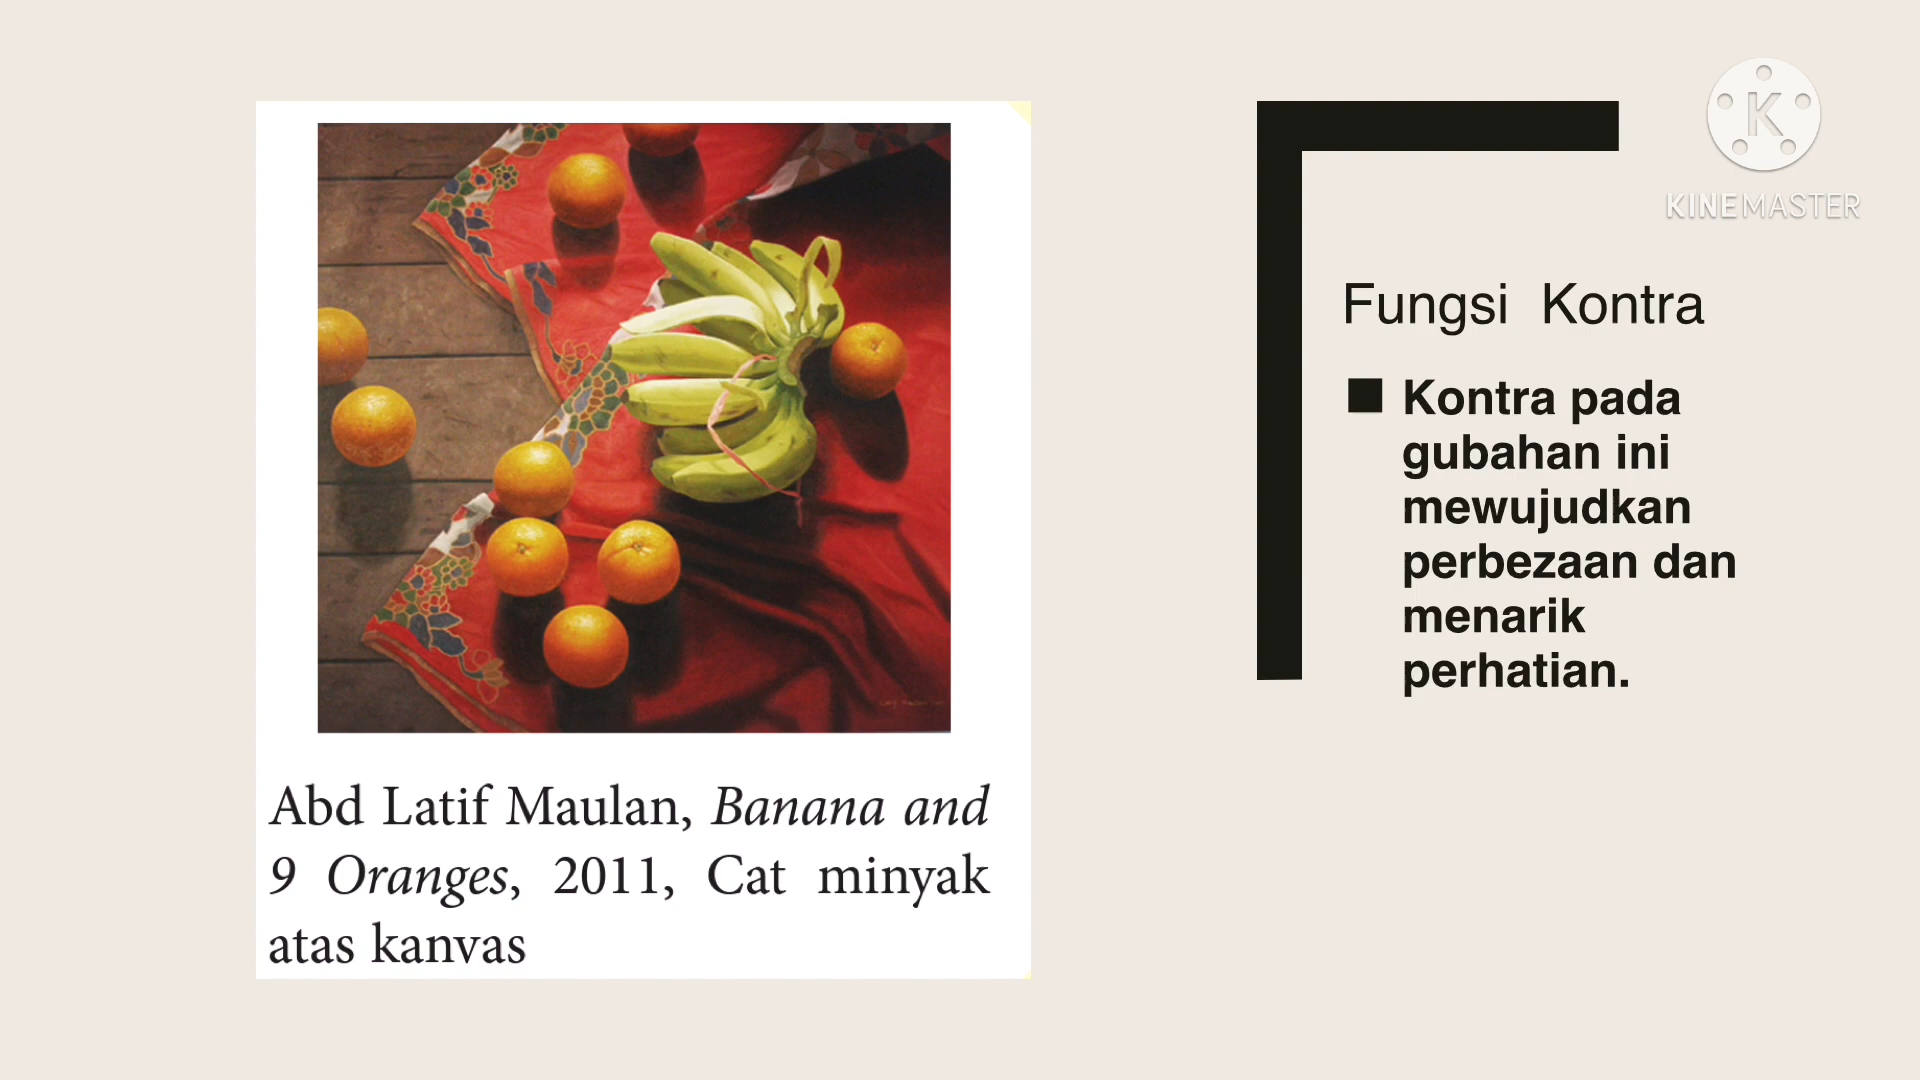 Abd Latif Maulan, Banana and
9 Oranges, 2011, Cat minyak
atas kanvas
KINEMASTER
Fungsi Kontra
■ Kontra pada
gubahan ini
mewujudkan
perbezaan dan
menarik
perhatian.